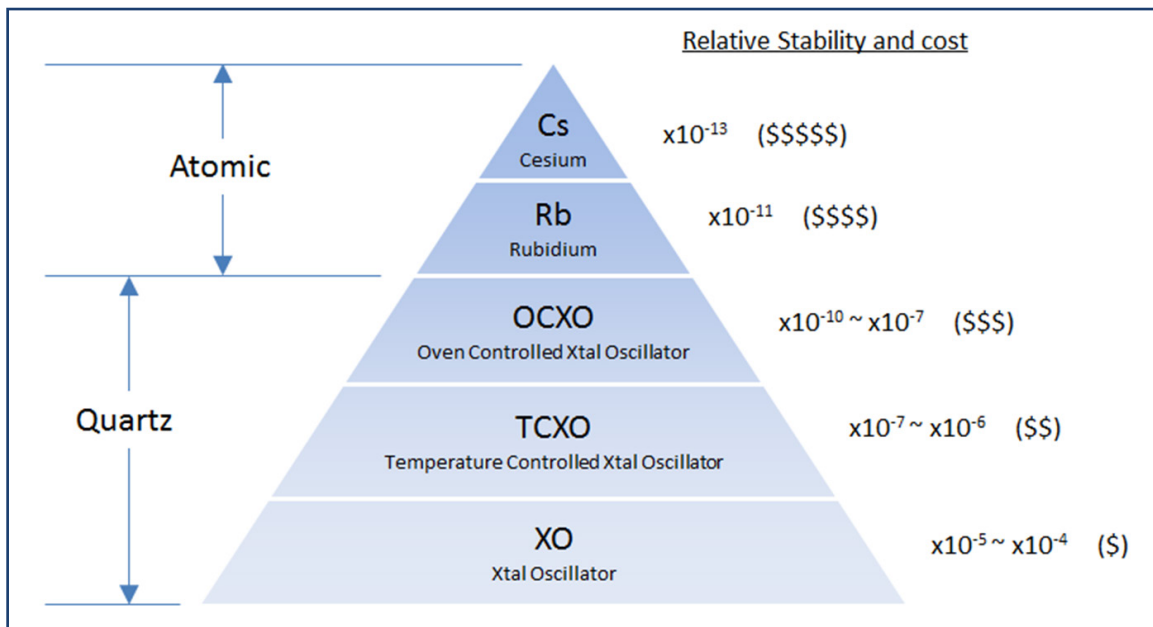 Relative Stability and cost
Atomic
Cs
Cesium
x10⁻¹³ ($$$$$)
Rb
Rubidium
x10⁻¹¹ ($$$$)
Quartz
OCXO
Oven Controlled Xtal Oscillator
x10⁻¹⁰ ~ x10⁻⁷ ($$$)
TCXO
Temperature Controlled Xtal Oscillator
x10⁻⁷ ~ x10⁻⁶ ($$)
XO
Xtal Oscillator
x10⁻⁵ ~ x10⁻⁴ ($)